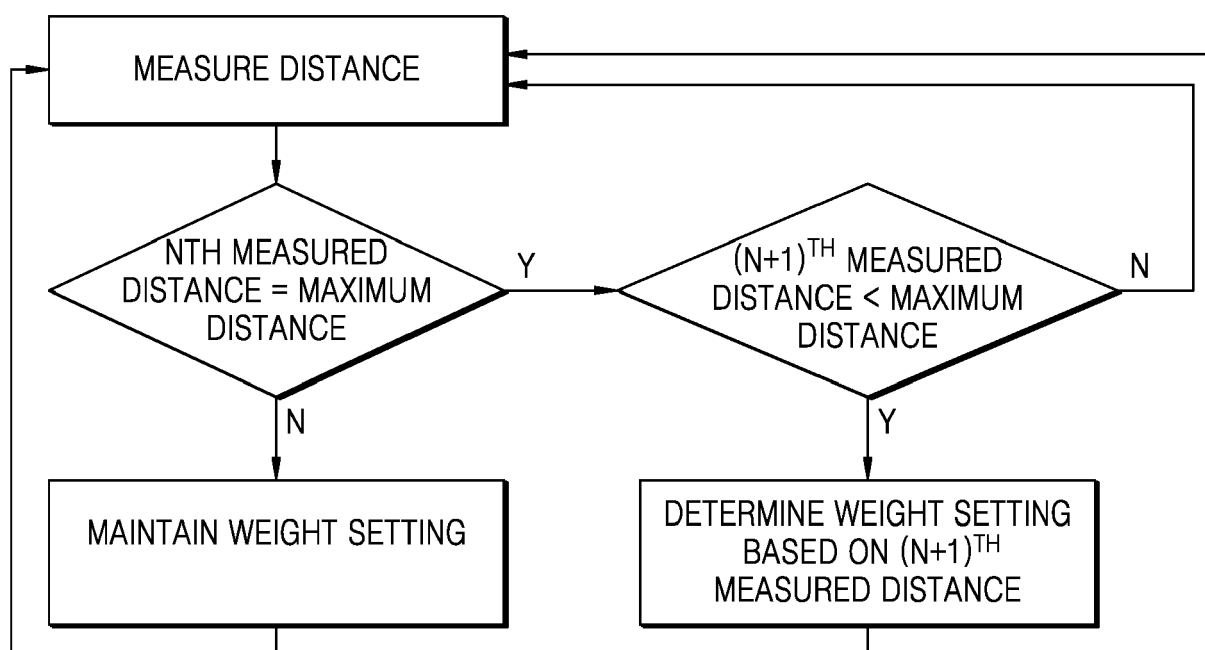 MEASURE DISTANCE
NTH MEASURED
DISTANCE = MAXIMUM
DISTANCE
Y
(N+1)TH MEASURED
DISTANCE < MAXIMUM
DISTANCE
N
N
Y
MAINTAIN WEIGHT SETTING
DETERMINE WEIGHT SETTING
BASED ON (N+1)TH
MEASURED DISTANCE